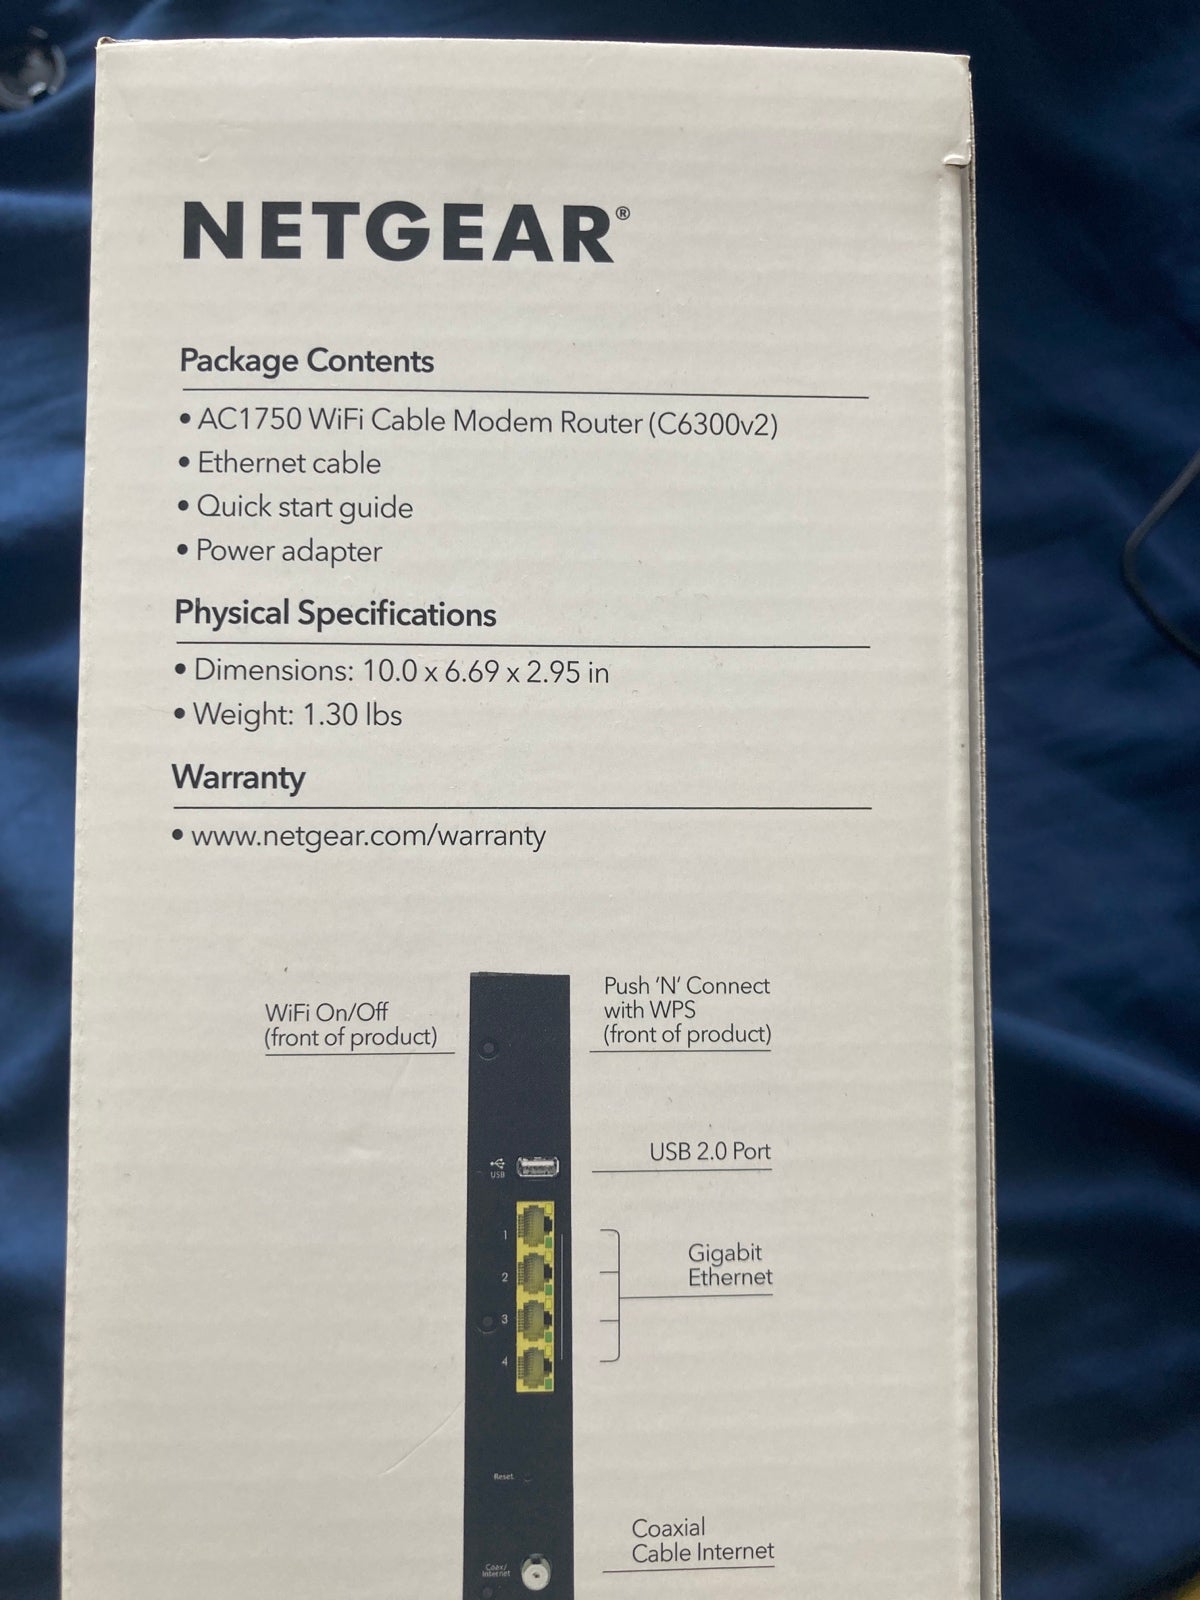 NETGEAR®
Package Contents
• AC1750 WiFi Cable Modem Router (C6300v2)
• Ethernet cable
• Quick start guide
• Power adapter
Physical Specifications
• Dimensions: 10.0 x 6.69 x 2.95 in
• Weight: 1.30 lbs
Warranty
• www.netgear.com/warranty
WiFi On/Off
(front of product)
Push 'N' Connect
with WPS
(front of product)
USB
USB 2.0 Port
1
2
3
4
Gigabit
Ethernet
Reset
Coax/
Internet
Coaxial
Cable Internet